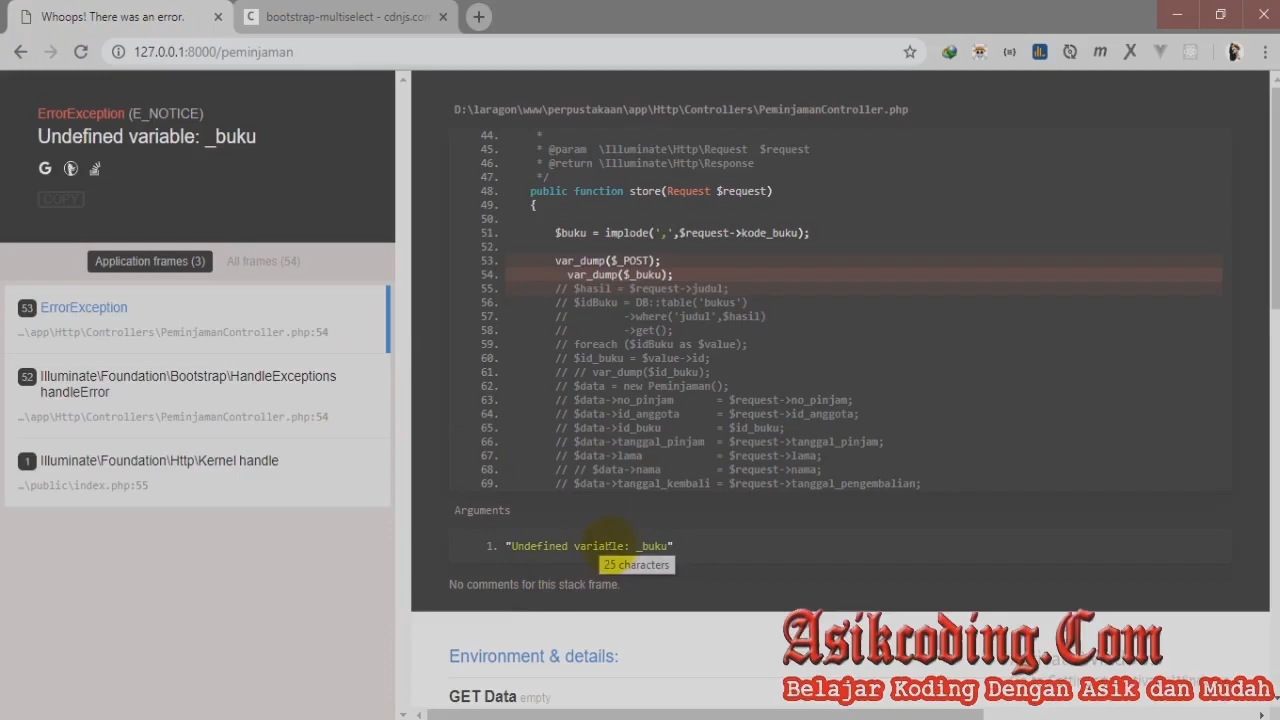 Whoops! There was an error.
bootstrap-multiselect - cdnjs.com
127.0.0.1:8000/peminjaman
ErrorException (E_NOTICE)
Undefined variable: _buku
COPY
Application frames (3)
All frames (54)
53 ErrorException
…\app\Http\Controllers\PeminjamanController.php:54
52 Illuminate\Foundation\Bootstrap\HandleExceptions
handleError
…\app\Http\Controllers\PeminjamanController.php:54
1 Illuminate\Foundation\Http\Kernel handle
…\public\index.php:55
D:\laragon\www\perpustakaan\app\Http\Controllers\PeminjamanController.php
44. *
45. * @param \Illuminate\Http\Request $request
46. * @return \Illuminate\Http\Response
47. */
48. public function store(Request $request)
49. {
50.
51. $buku = implode(',',$request->kode_buku);
52.
53. var_dump($_POST);
54. var_dump($_buku);
55. // $hasil = $request->judul;
56. // $idBuku = DB::table('bukus')
57. // ->where('judul',$hasil)
58. // ->get();
59. // foreach ($idBuku as $value);
60. // $id_buku = $value->id;
61. // // var_dump($id_buku);
62. // $data = new Peminjaman();
63. // $data->no_pinjam = $request->no_pinjam;
64. // $data->id_anggota = $request->id_anggota;
65. // $data->id_buku = $id_buku;
66. // $data->tanggal_pinjam = $request->tanggal_pinjam;
67. // $data->lama = $request->lama;
68. // // $data->nama = $request->nama;
69. // $data->tanggal_kembali = $request->tanggal_pengembalian;
Arguments
1. "Undefined variable: _buku"
25 characters
No comments for this stack frame.
Environment & details:
GET Data empty
Asikcoding.Com
Belajar Koding Dengan Asik dan Mudah